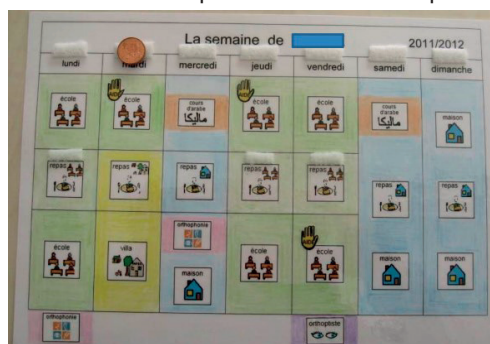 La semaine de
2011/2012
lundi mardi mercredi jeudi vendredi samedi dimanche
école école cours d'arabe école école cours d'arabe maison
repas repas repas repas repas repas repas
orthophonie
école villa maison école école maison maison
orthophonie orthoptiste